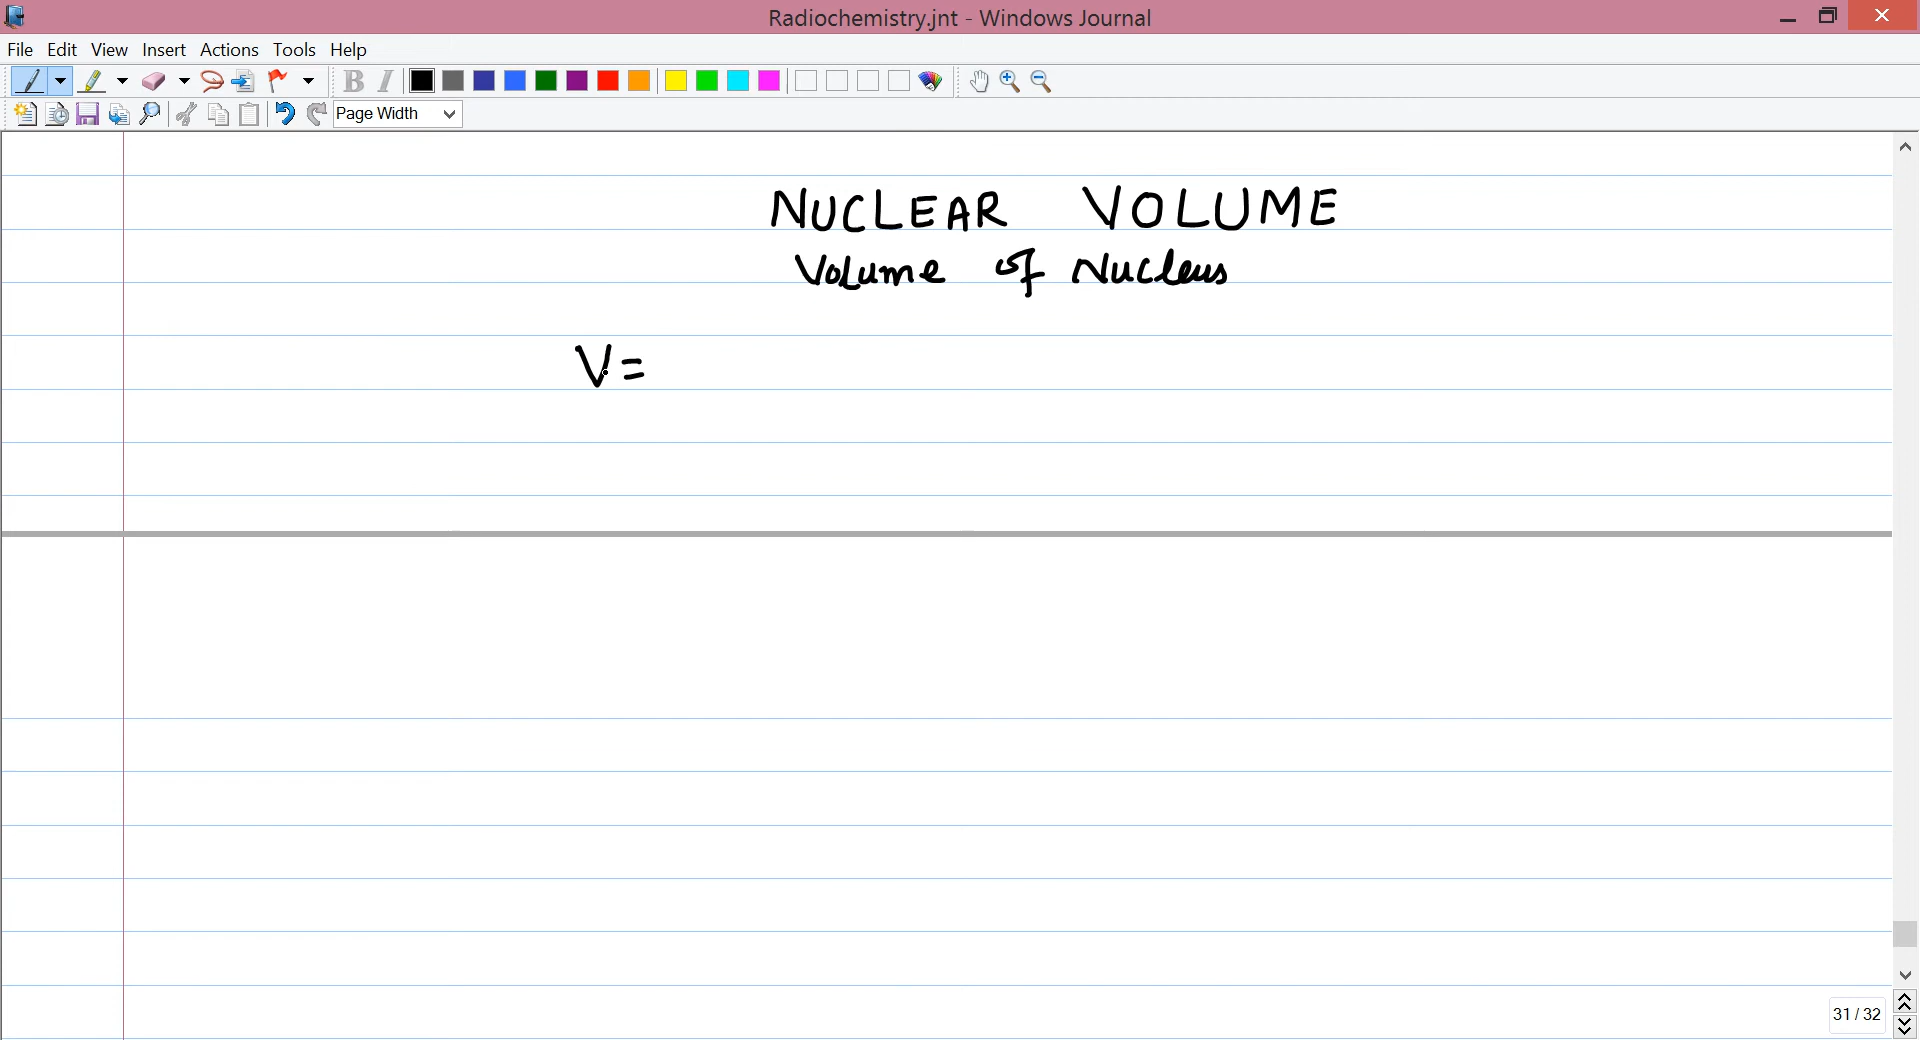 Radiochemistry.jnt - Windows Journal
File Edit View Insert Actions Tools Help
B I
Page Width
NUCLEAR VOLUME
Volume of Nucleus
V=
31 / 32